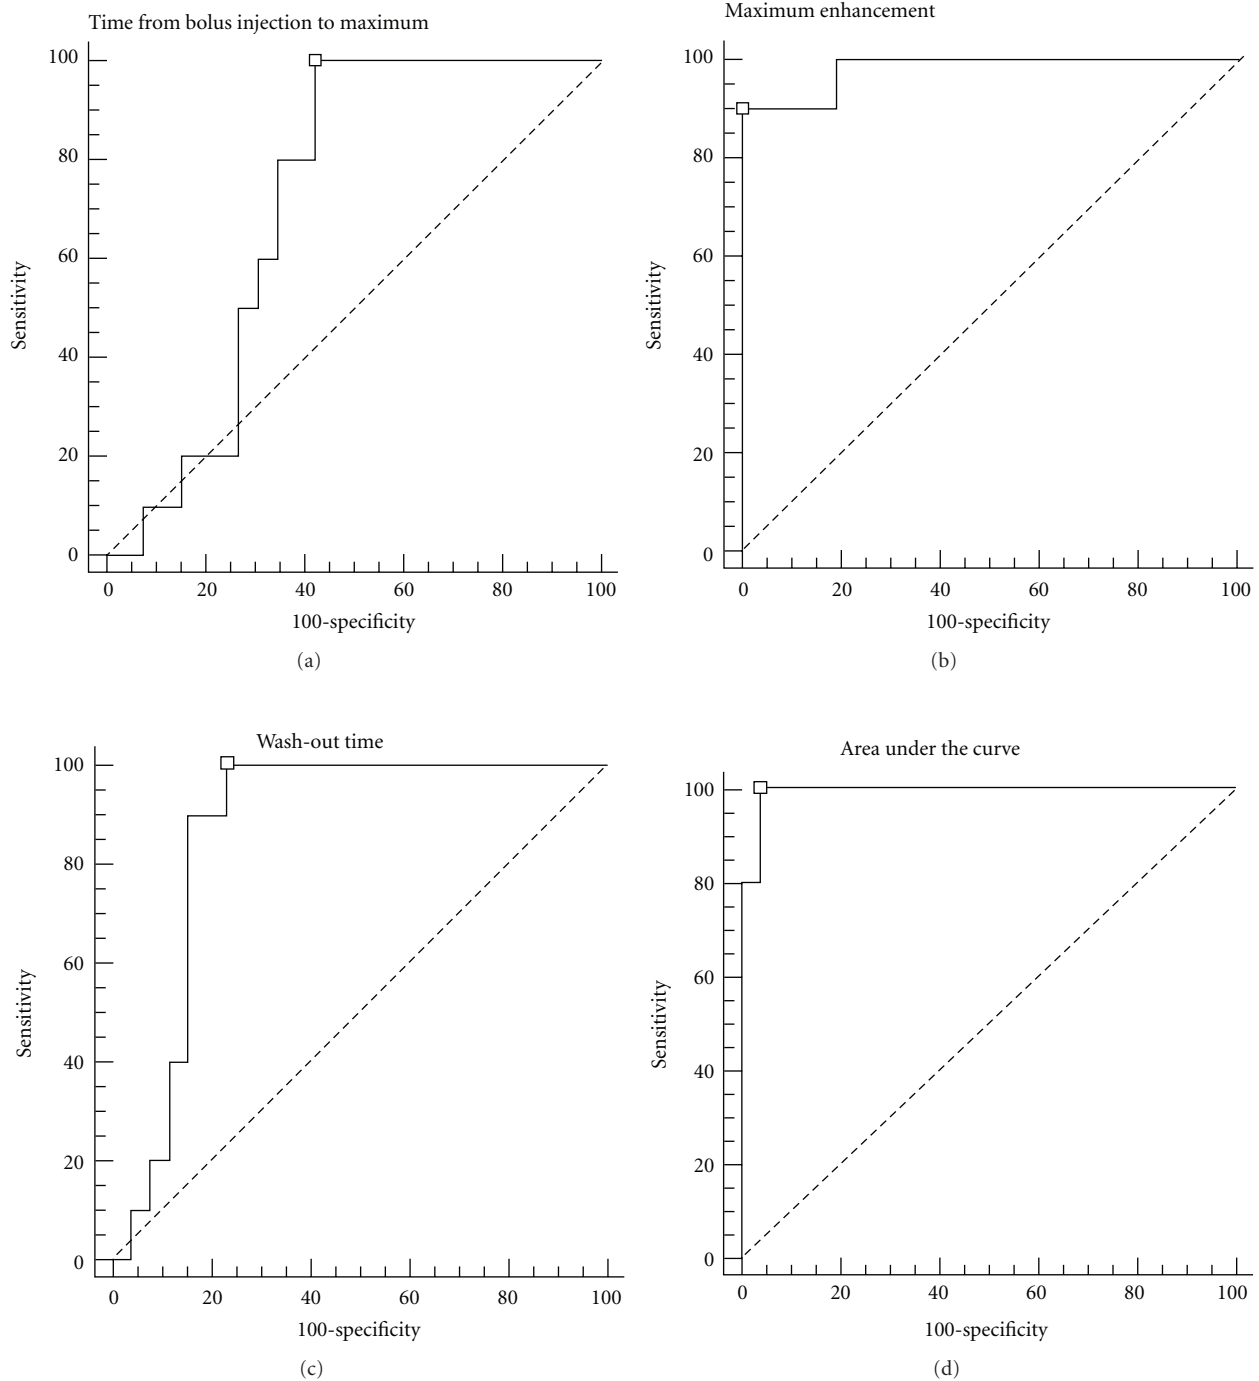 Time from bolus injection to maximum
100
80
60
40
20
0
Sensitivity
0 20 40 60 80 100
100-specificity
(a)
Maximum enhancement
100
80
60
40
20
0
Sensitivity
0 20 40 60 80 100
100-specificity
(b)
Wash-out time
100
80
60
40
20
0
Sensitivity
0 20 40 60 80 100
100-specificity
(c)
Area under the curve
100
80
60
40
20
0
Sensitivity
0 20 40 60 80 100
100-specificity
(d)